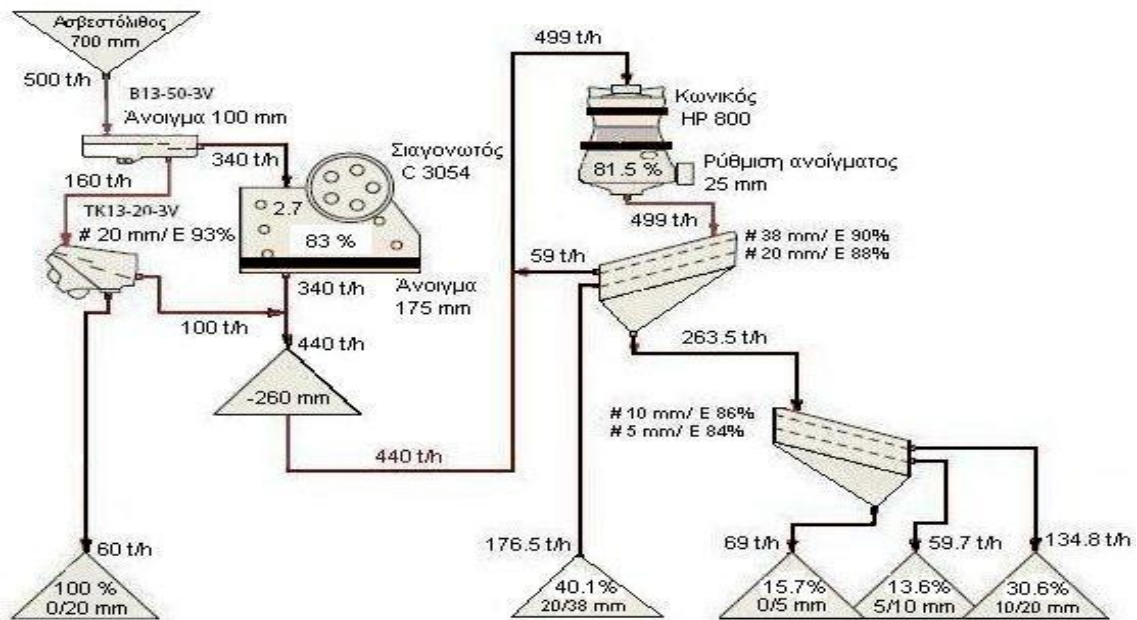 Ασβεστόλιθος
700 mm
500 t/h
B13-50-3V
Άνοιγμα 100 mm
340 t/h
160 t/h
TK13-20-3V
# 20 mm/ E 93%
Σιαγονωτός
C 3054
2.7
83 %
340 t/h
Άνοιγμα
175 mm
100 t/h
440 t/h
-260 mm
440 t/h
60 t/h
100 %
0/20 mm
499 t/h
Κωνικός
HP 800
81.5 %
Ρύθμιση ανοίγματος
25 mm
499 t/h
# 38 mm/ E 90%
# 20 mm/ E 88%
59 t/h
263.5 t/h
# 10 mm/ E 86%
# 5 mm/ E 84%
176.5 t/h
40.1%
20/38 mm
69 t/h
59.7 t/h
134.8 t/h
15.7%
0/5 mm
13.6%
5/10 mm
30.6%
10/20 mm